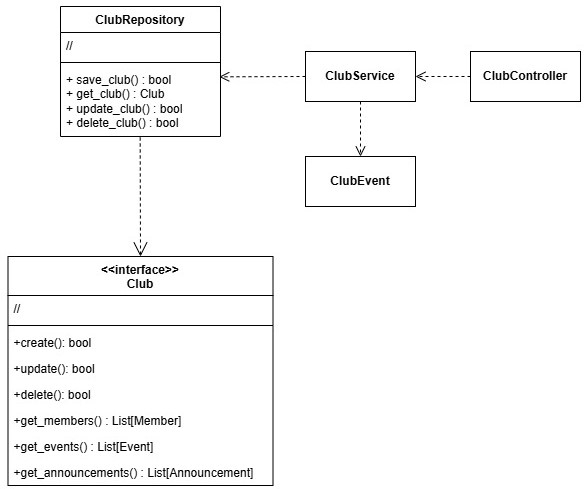 ClubRepository
//
+ save_club() : bool
+ get_club() : Club
+ update_club() : bool
+ delete_club() : bool
ClubService
ClubController
ClubEvent
<<interface>>
Club
//
+create(): bool
+update(): bool
+delete(): bool
+get_members() : List[Member]
+get_events() : List[Event]
+get_announcements() : List[Announcement]